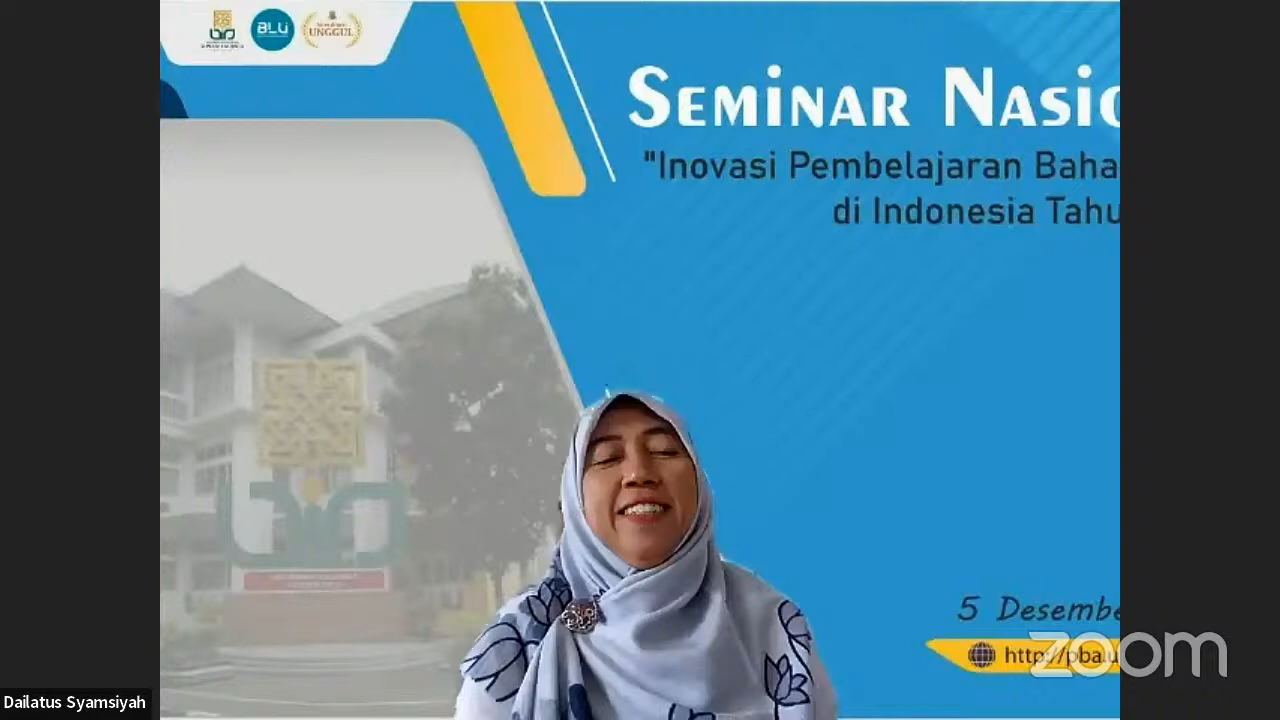 BLU
UNGGUL
SEMINAR NASIO
"Inovasi Pembelajaran Baha
di Indonesia Tahu
5 Desembe
http://pba.u
zoom
Dailatus Syamsiyah